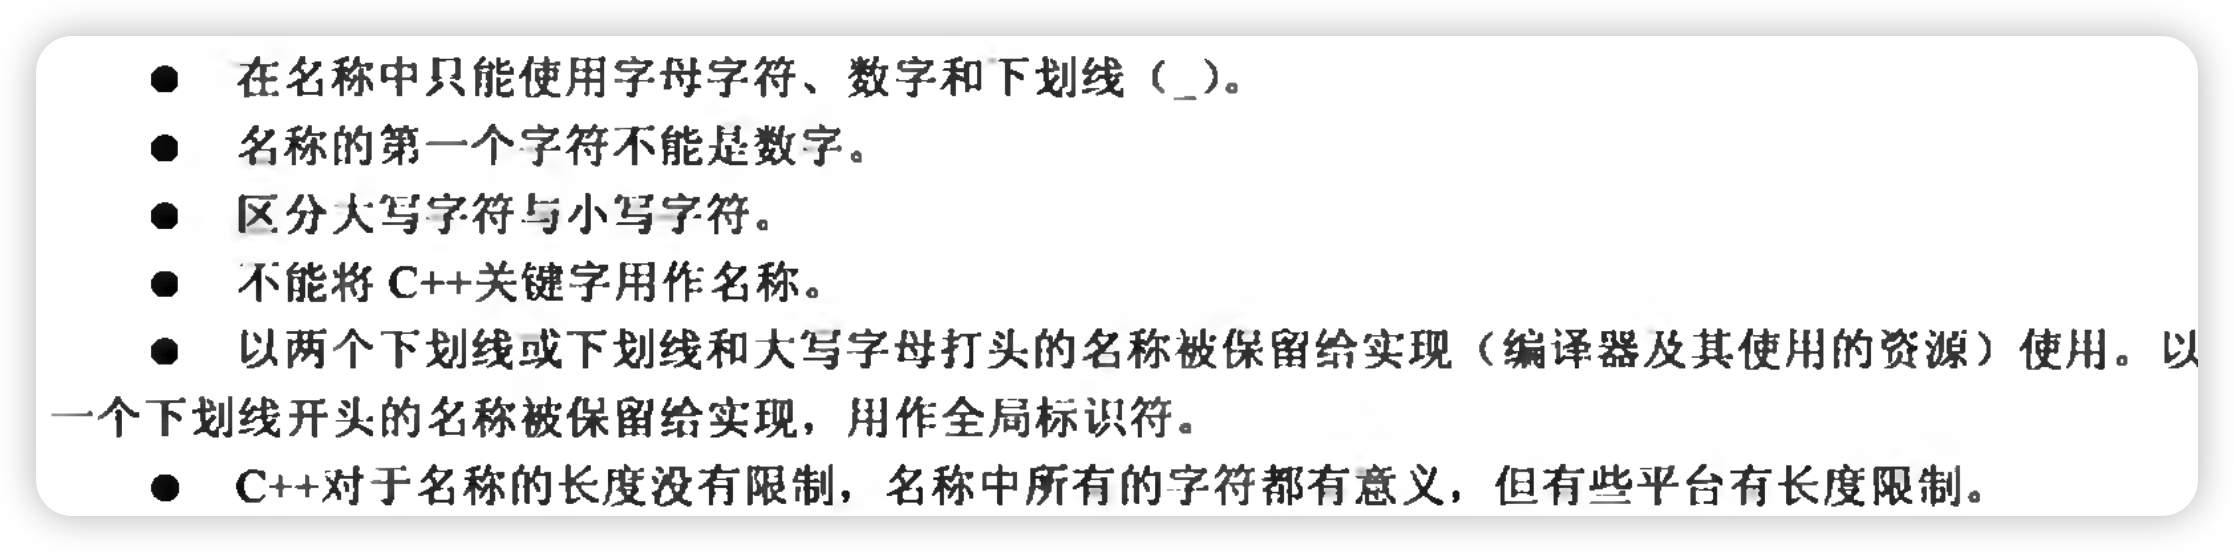 ● 在名称中只能使用字母字符、数字和下划线（_）。
● 名称的第一个字符不能是数字。
● 区分大写字符与小写字符。
● 不能将 C++关键字用作名称。
● 以两个下划线或下划线和大写字母打头的名称被保留给实现（编译器及其使用的资源）使用。以
一个下划线开头的名称被保留给实现，用作全局标识符。
● C++对于名称的长度没有限制，名称中所有的字符都有意义，但有些平台有长度限制。